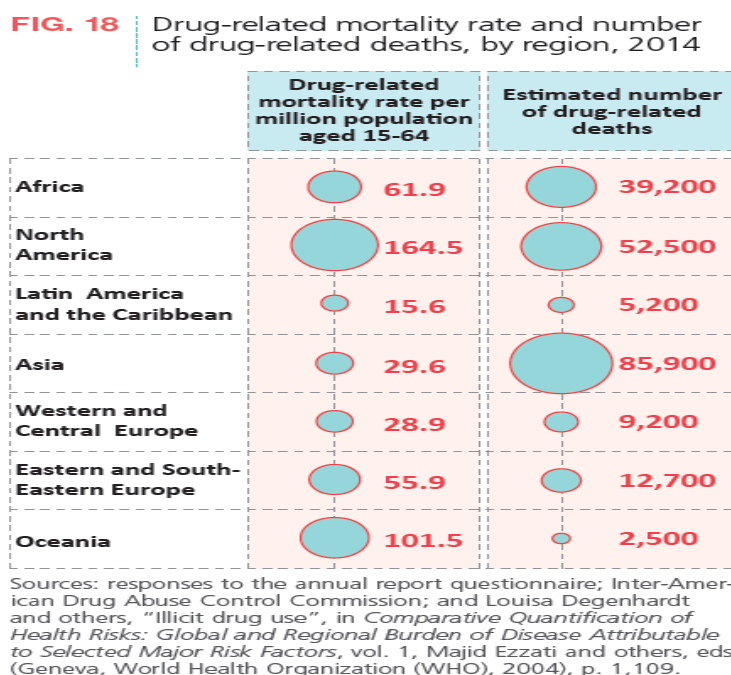 FIG. 18
Drug-related mortality rate and number
of drug-related deaths, by region, 2014
Drug-related
mortality rate per
million population
aged 15-64
Estimated number
of drug-related
deaths
Africa
61.9
39,200
North
America
164.5
52,500
Latin America
and the Caribbean
15.6
5,200
Asia
29.6
85,900
Western and
Central Europe
28.9
9,200
Eastern and South-
Eastern Europe
55.9
12,700
Oceania
101.5
2,500
Sources: responses to the annual report questionnaire; Inter-Amer-
ican Drug Abuse Control Commission; and Louisa Degenhardt
and others, “Illicit drug use”, in Comparative Quantification of
Health Risks: Global and Regional Burden of Disease Attributable
to Selected Major Risk Factors, vol. 1, Majid Ezzati and others, eds
(Geneva, World Health Organization (WHO), 2004), p. 1,109.